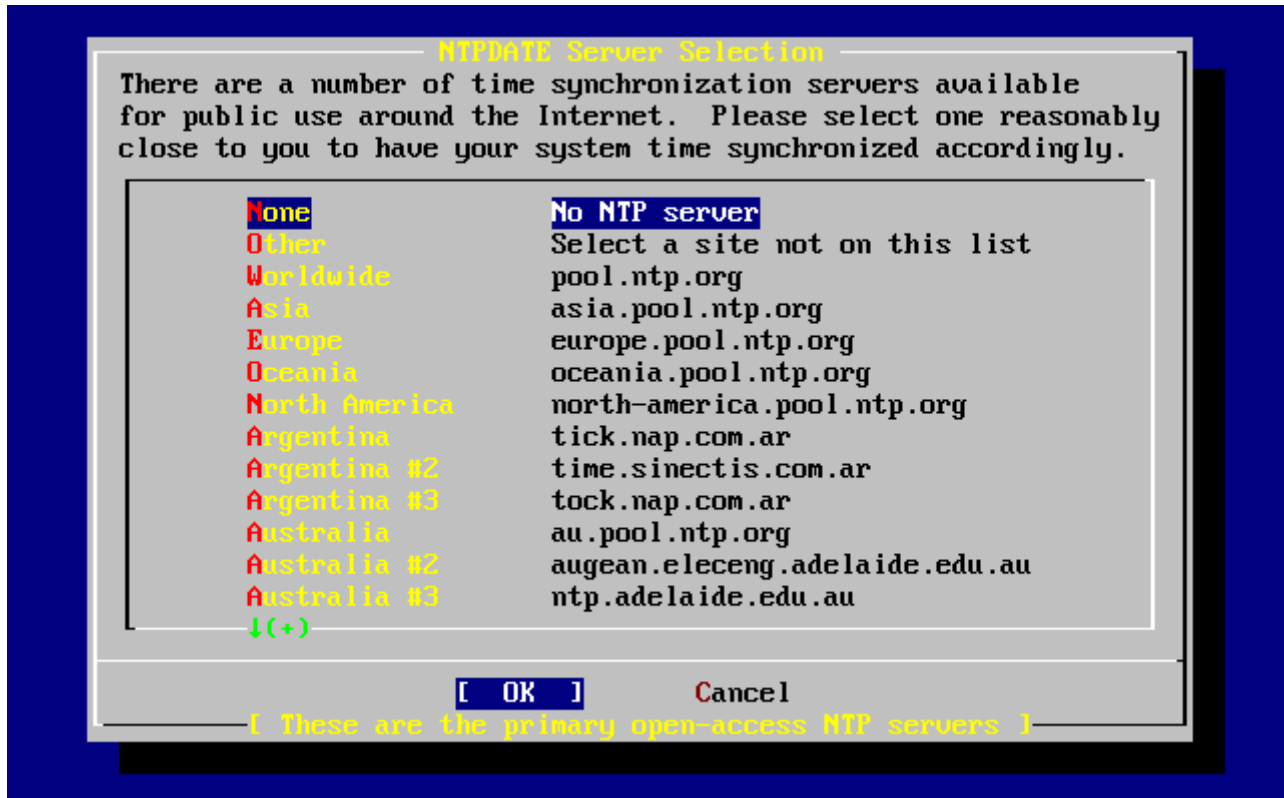 NTPDATE Server Selection
There are a number of time synchronization servers available
for public use around the Internet.  Please select one reasonably
close to you to have your system time synchronized accordingly.
None No NTP server
Other Select a site not on this list
Worldwide pool.ntp.org
Asia asia.pool.ntp.org
Europe europe.pool.ntp.org
Oceania oceania.pool.ntp.org
North America north-america.pool.ntp.org
Argentina tick.nap.com.ar
Argentina #2 time.sinectis.com.ar
Argentina #3 tock.nap.com.ar
Australia au.pool.ntp.org
Australia #2 augean.eleceng.adelaide.edu.au
Australia #3 ntp.adelaide.edu.au
↓(+)
[  OK  ] Cancel
[ These are the primary open-access NTP servers ]